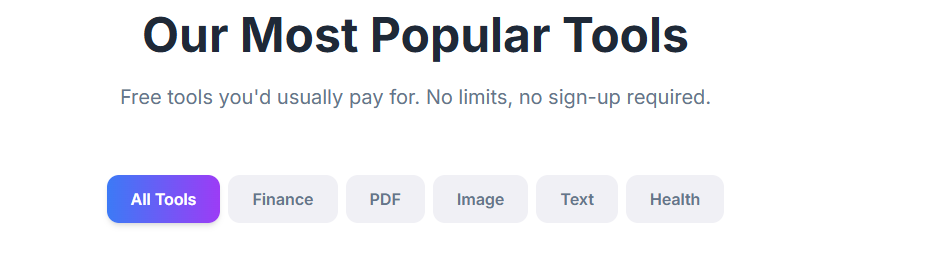 Our Most Popular Tools
Free tools you'd usually pay for. No limits, no sign-up required.
All Tools Finance PDF Image Text Health